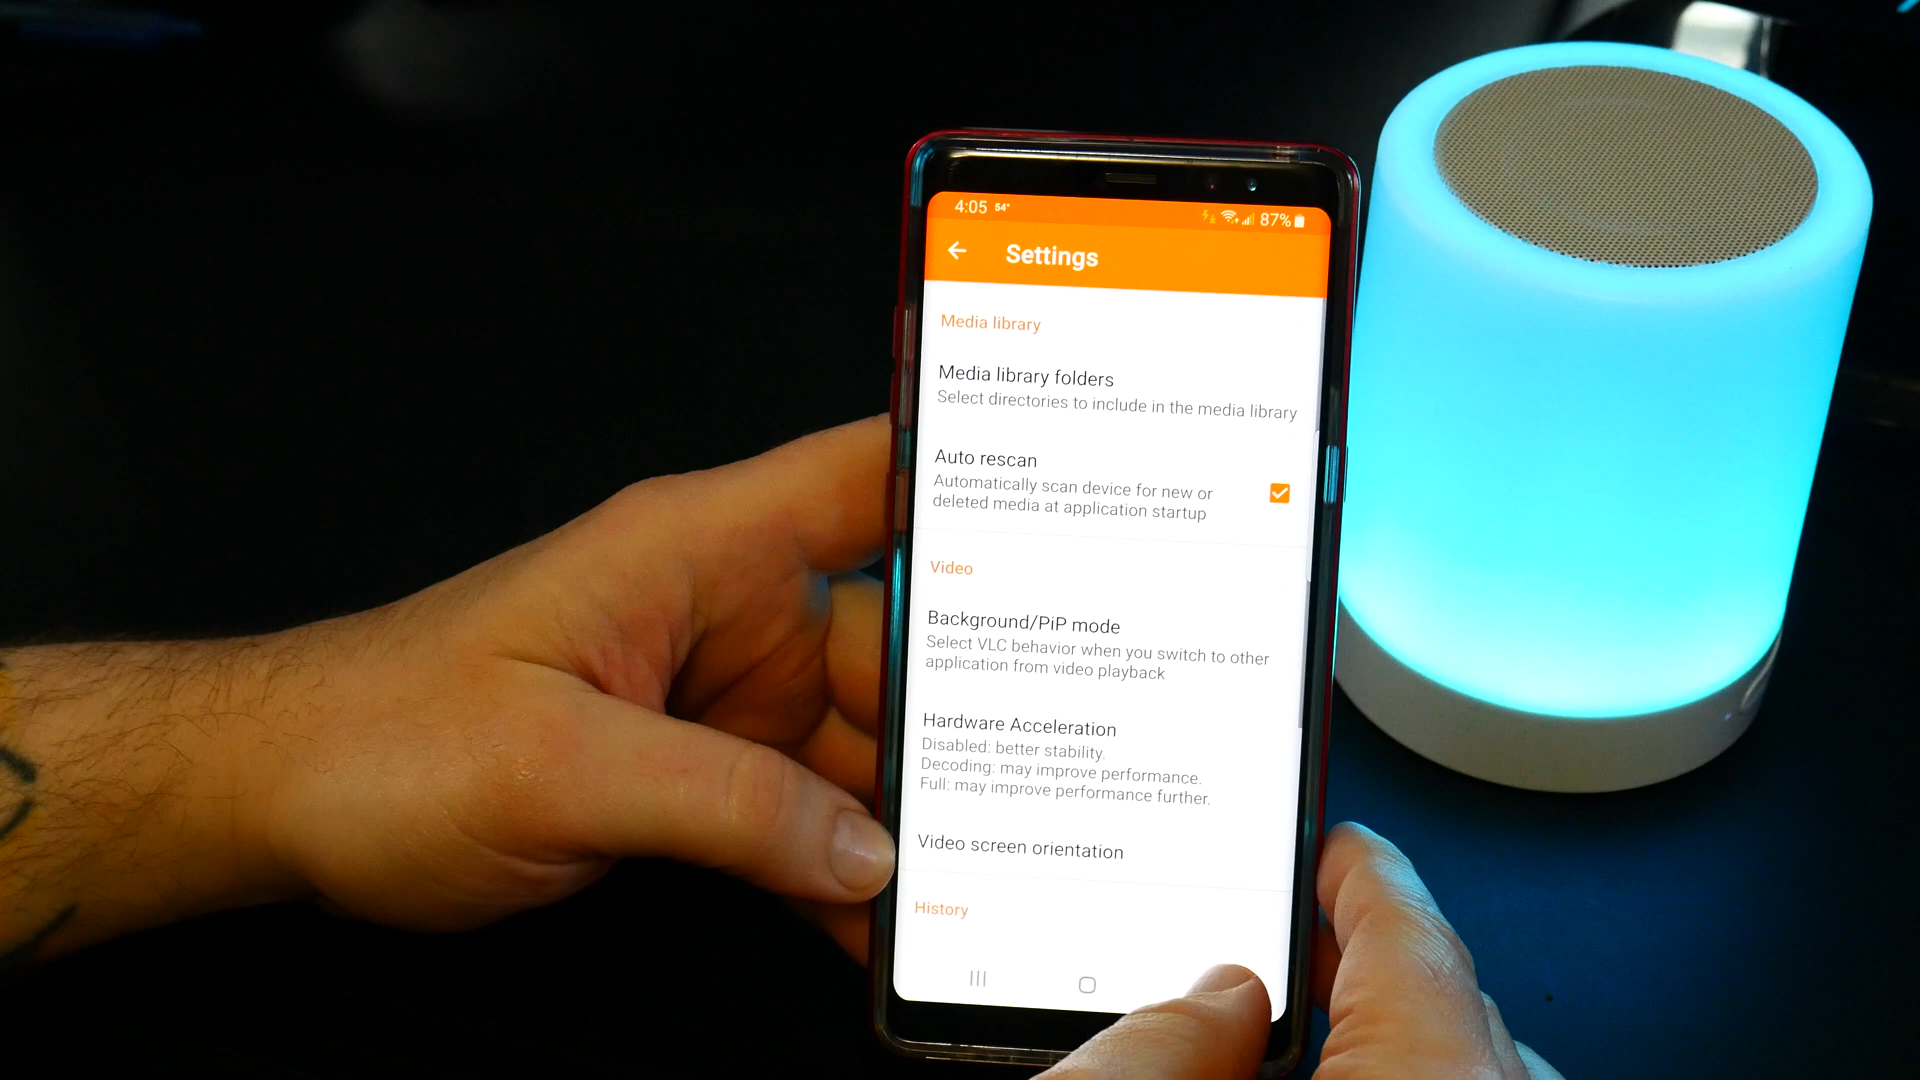 4:05 54° 87%
Settings
Media library
Media library folders
Select directories to include in the media library
Auto rescan
Automatically scan device for new or
deleted media at application startup
Video
Background/PiP mode
Select VLC behavior when you switch to other
application from video playback
Hardware Acceleration
Disabled: better stability.
Decoding: may improve performance.
Full: may improve performance further.
Video screen orientation
History